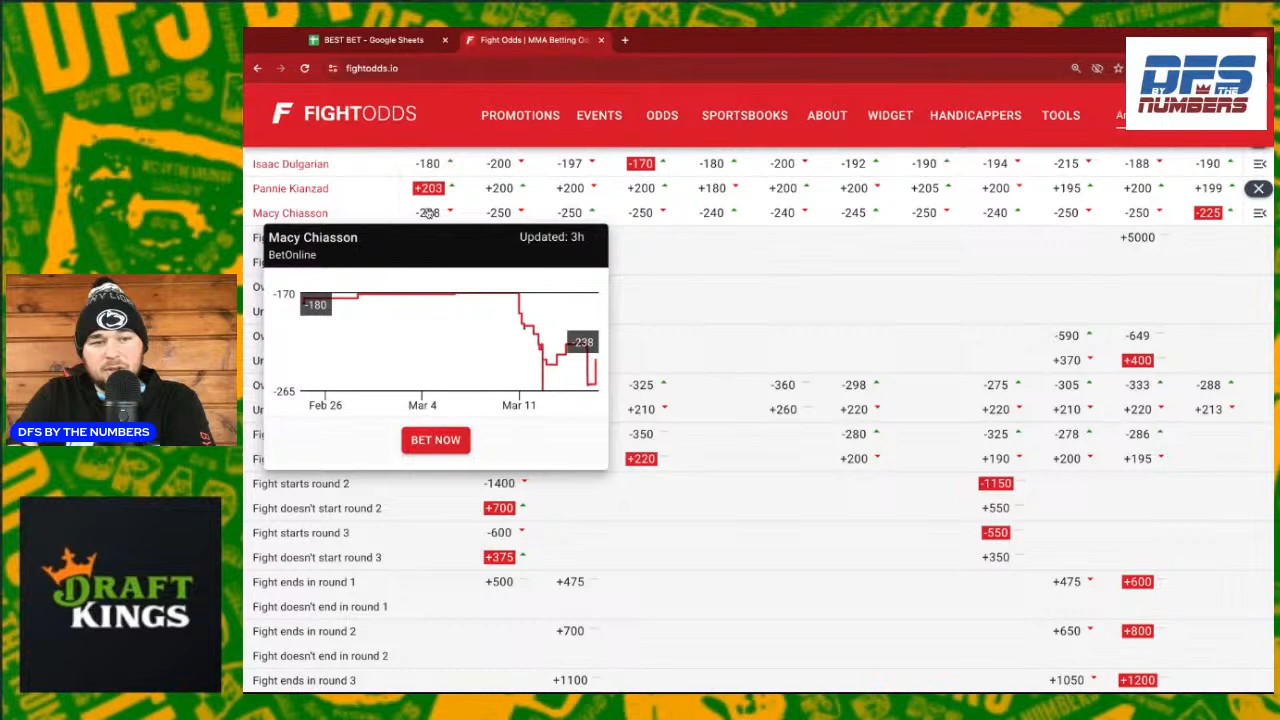 BEST BET - Google Sheets
Fight Odds | MMA Betting Od
fightodds.io
DFS
BY THE
NUMBERS
FIGHTODDS
PROMOTIONS EVENTS ODDS SPORTSBOOKS ABOUT WIDGET HANDICAPPERS TOOLS
Isaac Dulgarian -180 -200 -197 -170 -180 -200 -192 -190 -194 -215 -188 -190
Pannie Kianzad +203 +200 +200 +200 +180 +200 +200 +205 +200 +195 +200 +199
Macy Chiasson -250 -250 -250 -240 -240 -245 -250 -240 -250 -250 -225
Macy Chiasson Updated: 3h
BetOnline
-170
-180
-238
-265
Feb 26 Mar 4 Mar 11
BET NOW
+5000
-590 -649
+370 +400
-325 -360 -298 -275 -305 -333 -288
+210 +260 +220 +220 +210 +220 +213
-350 -280 -325 -278 -286
+220 +200 +190 +200 +195
Fight starts round 2 -1400 -1150
Fight doesn't start round 2 +700 +550
Fight starts round 3 -600 -550
Fight doesn't start round 3 +375 +350
Fight ends in round 1 +500 +475 +475 +600
Fight doesn't end in round 1
Fight ends in round 2 +700 +650 +800
Fight doesn't end in round 2
Fight ends in round 3 +1100 +1050 +1200
DFS BY THE NUMBERS
DRAFT
KINGS